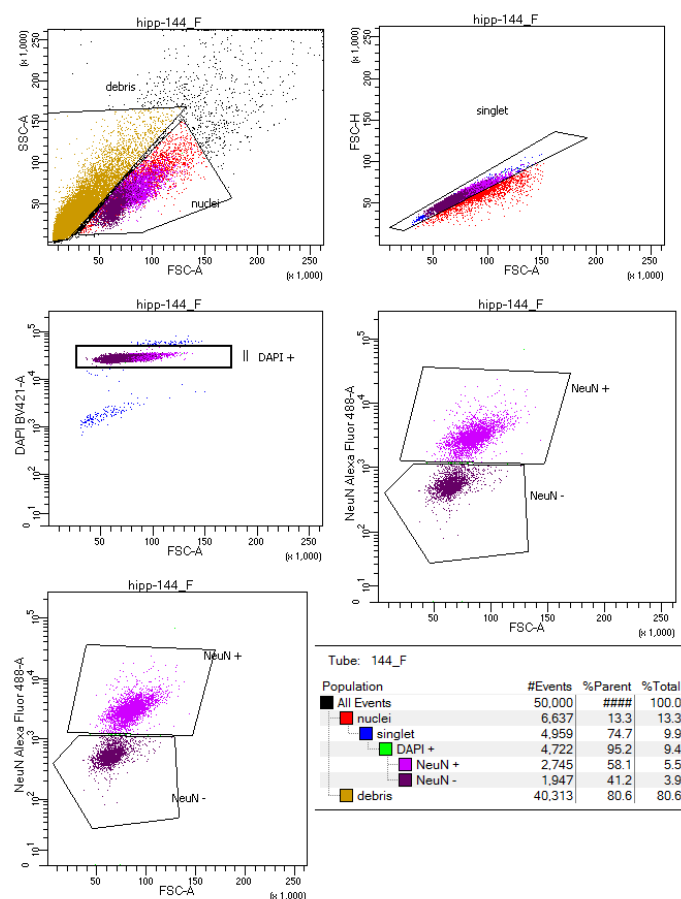 hipp-144_F
(x 1,000)
SSC-A
250
200
150
100
50
debris
nuclei
50 100 150 200 250
FSC-A
(x 1,000)
hipp-144_F
(x 1,000)
FSC-H
250
200
150
100
50
singlet
50 100 150 200 250
FSC-A
(x 1,000)
hipp-144_F
DAPI BV421-A
10^5
10^4
10^3
10^2
0 10^1
DAPI +
50 100 150 200 250
FSC-A
(x 1,000)
hipp-144_F
NeuN Alexa Fluor 488-A
10^5
10^4
10^3
10^2
0 10^1
NeuN +
NeuN -
50 100 150 200 250
FSC-A
(x 1,000)
hipp-144_F
NeuN Alexa Fluor 488-A
10^5
10^4
10^3
10^2
0 10^1
NeuN +
NeuN -
50 100 150 200 250
FSC-A
(x 1,000)
Tube: 144_F
Population #Events %Parent %Total
All Events 50,000 #### 100.0
nuclei 6,637 13.3 13.3
singlet 4,959 74.7 9.9
DAPI + 4,722 95.2 9.4
NeuN + 2,745 58.1 5.5
NeuN - 1,947 41.2 3.9
debris 40,313 80.6 80.6